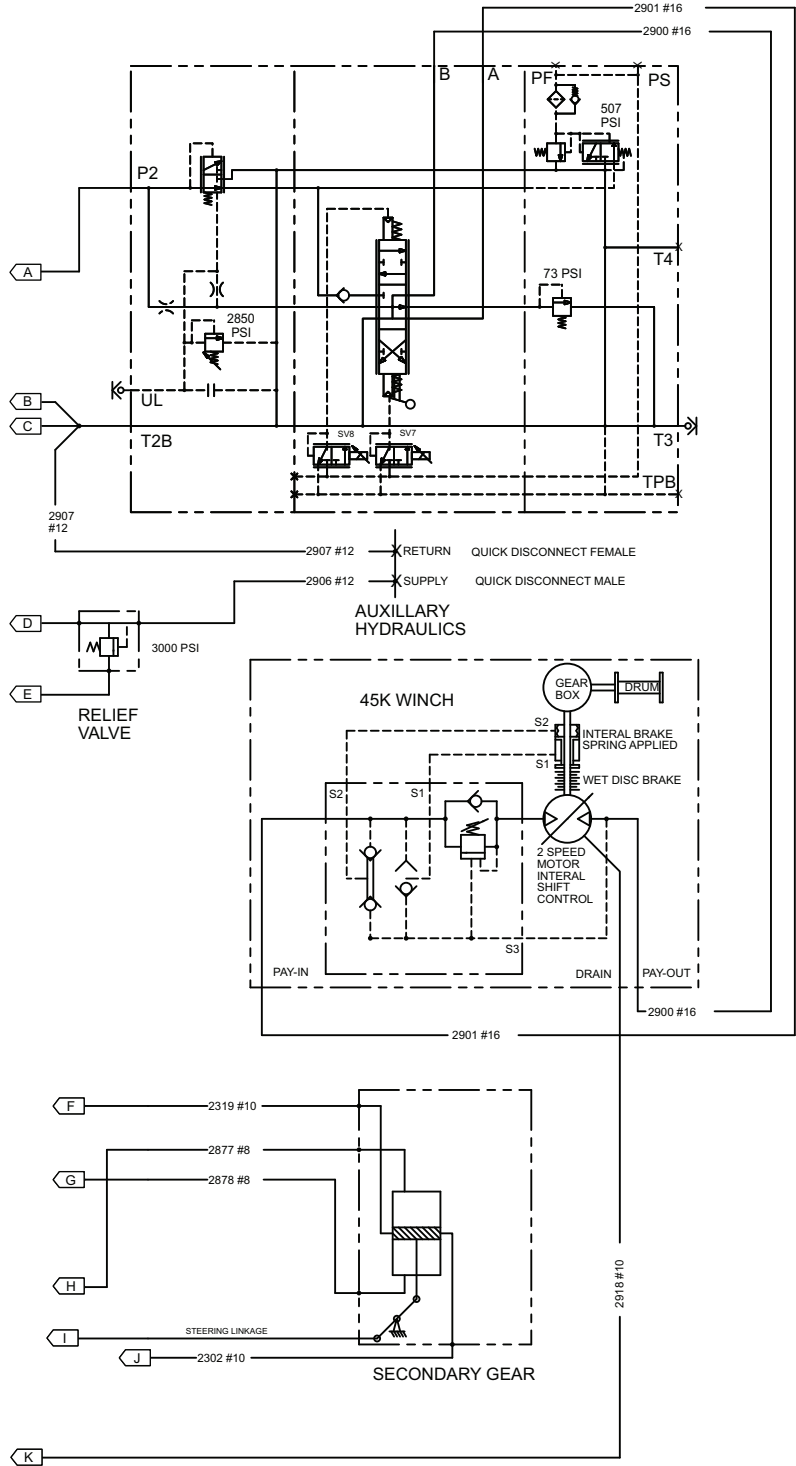 2901 #16
2900 #16
B
A
PF
PS
507
PSI
P2
T4
A
73 PSI
2850
PSI
UL
B
C
T2B
T3
SV8
SV7
TPB
2907
#12
2907 #12
RETURN
QUICK DISCONNECT FEMALE
2906 #12
SUPPLY
QUICK DISCONNECT MALE
AUXILLARY
HYDRAULICS
D
3000 PSI
E
RELIEF
VALVE
45K WINCH
GEAR
BOX
DRUM
S2
INTERAL BRAKE
SPRING APPLIED
S1
WET DISC BRAKE
S2
S1
2 SPEED
MOTOR
INTERAL
SHIFT
CONTROL
S3
PAY-IN
DRAIN
PAY-OUT
2900 #16
2901 #16
F
2319 #10
2877 #8
G
2878 #8
2918 #10
H
I
STEERING LINKAGE
J
2302 #10
SECONDARY GEAR
K